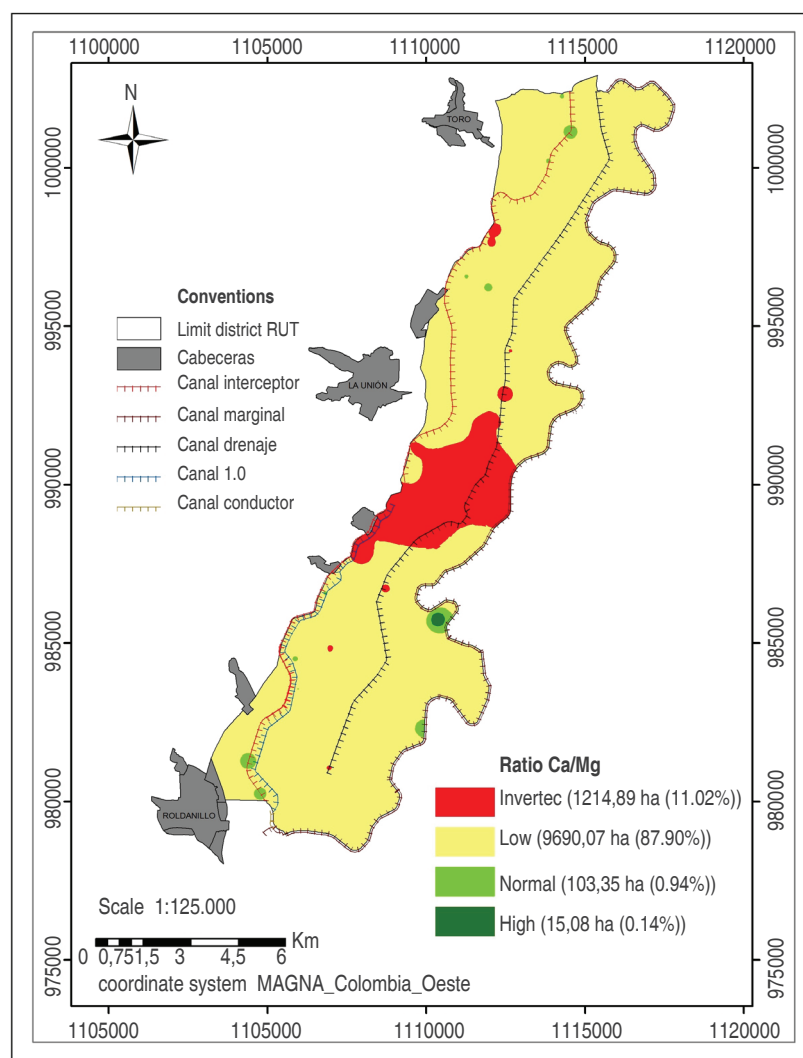 1100000 1105000 1110000 1115000 1120000
N
TORO
1000000 1000000
995000 995000
Conventions
Limit district RUT
Cabeceras
Canal interceptor
Canal marginal
Canal drenaje
Canal 1.0
Canal conductor
LA UNIÓN
990000 990000
985000 985000
980000 980000
ROLDANILLO
Ratio Ca/Mg
Invertec (1214,89 ha (11.02%))
Low (9690,07 ha (87.90%))
Normal (103,35 ha (0.94%))
High (15,08 ha (0.14%))
Scale 1:125.000
0 0,75 1,5 3 4,5 6 Km
coordinate system MAGNA_Colombia_Oeste
975000 975000
1105000 1105000 1110000 1115000 1120000